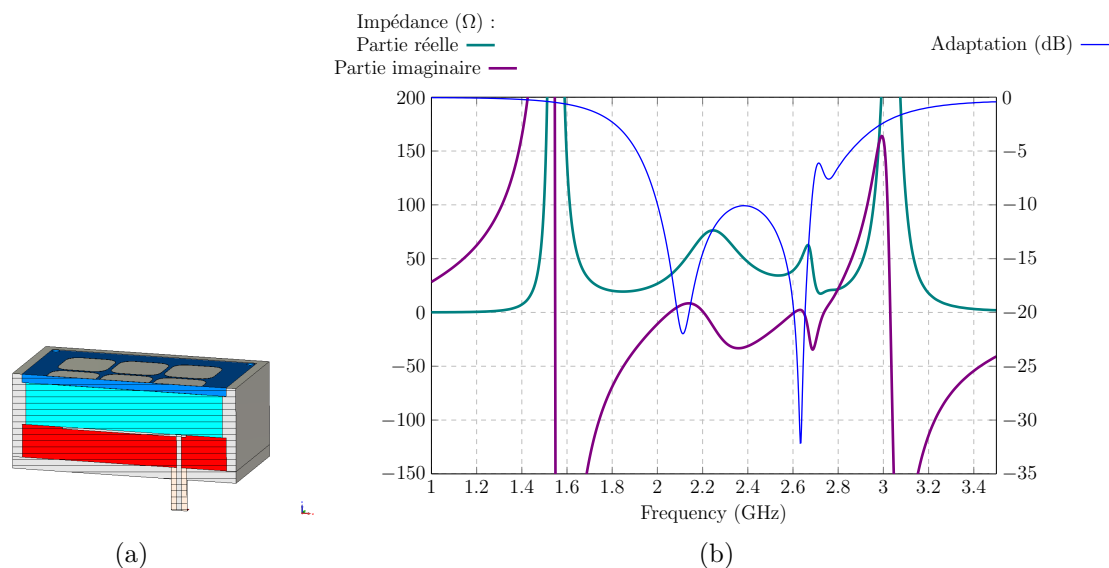 Impédance (Ω) :
Partie réelle
Partie imaginaire
Adaptation (dB)
200
150
100
50
0
−50
−100
−150
0
−5
−10
−15
−20
−25
−30
−35
1 1.2 1.4 1.6 1.8 2 2.2 2.4 2.6 2.8 3 3.2 3.4
Frequency (GHz)
(a)
(b)